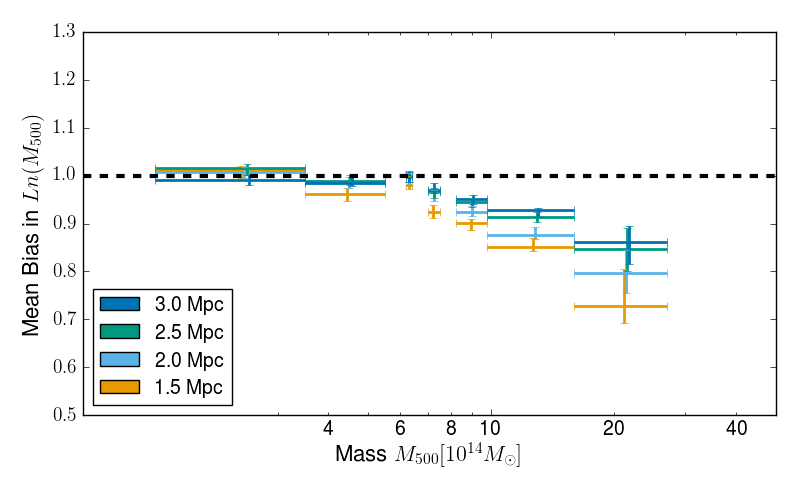 1.3
1.2
1.1
1.0
0.9
0.8
0.7
0.6
0.5
Mean Bias in Ln(M500)
3.0 Mpc
2.5 Mpc
2.0 Mpc
1.5 Mpc
4 6 8 10 20 40
Mass M500[10^14 M⊙]